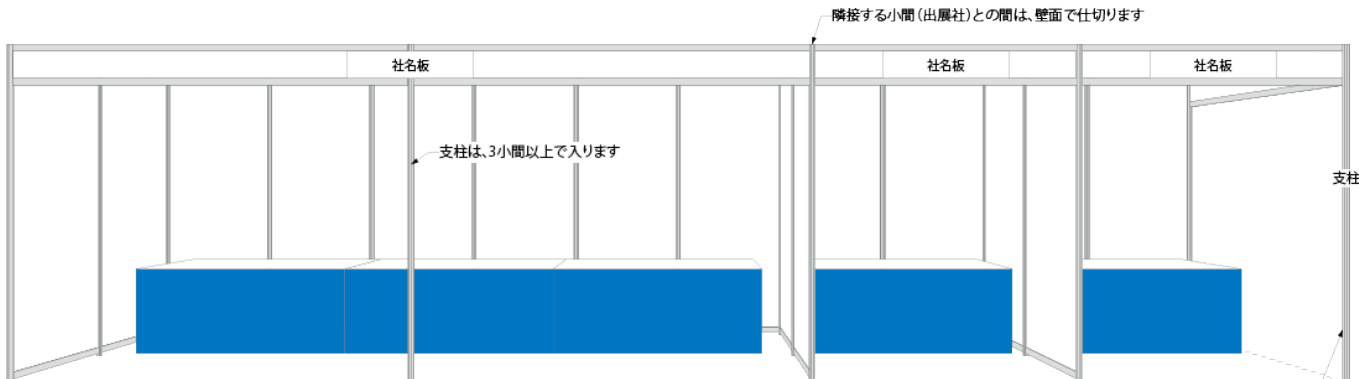 隣接する小間(出展社)との間は、壁面で仕切ります
社名板
社名板
社名板
支柱は、3小間以上で入ります
支柱